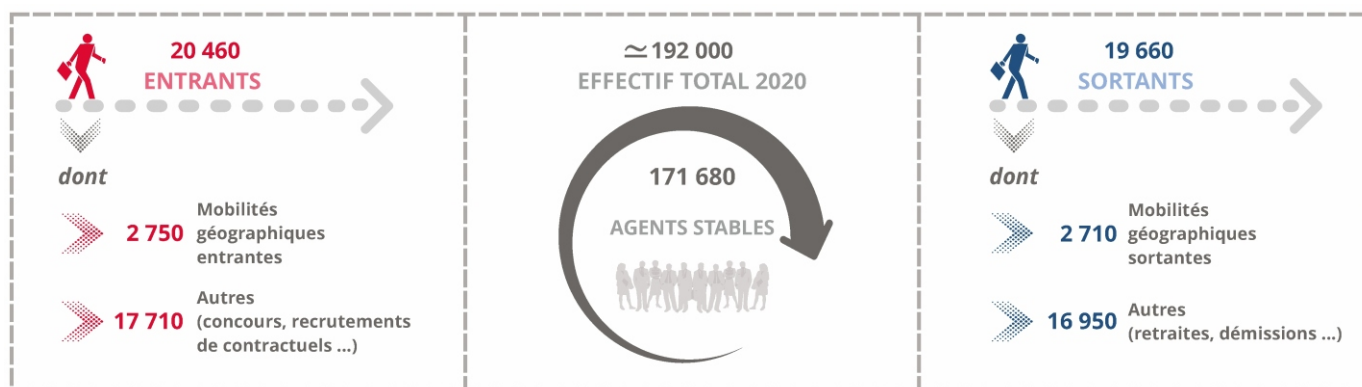 20 460
ENTRANTS
dont
2 750
Mobilités
géographiques
entrantes
17 710
Autres
(concours, recrutements
de contractuels ...)
≃192 000
EFFECTIF TOTAL 2020
171 680
AGENTS STABLES
19 660
SORTANTS
dont
2 710
Mobilités
géographiques
sortantes
16 950
Autres
(retraites, démissions ...)